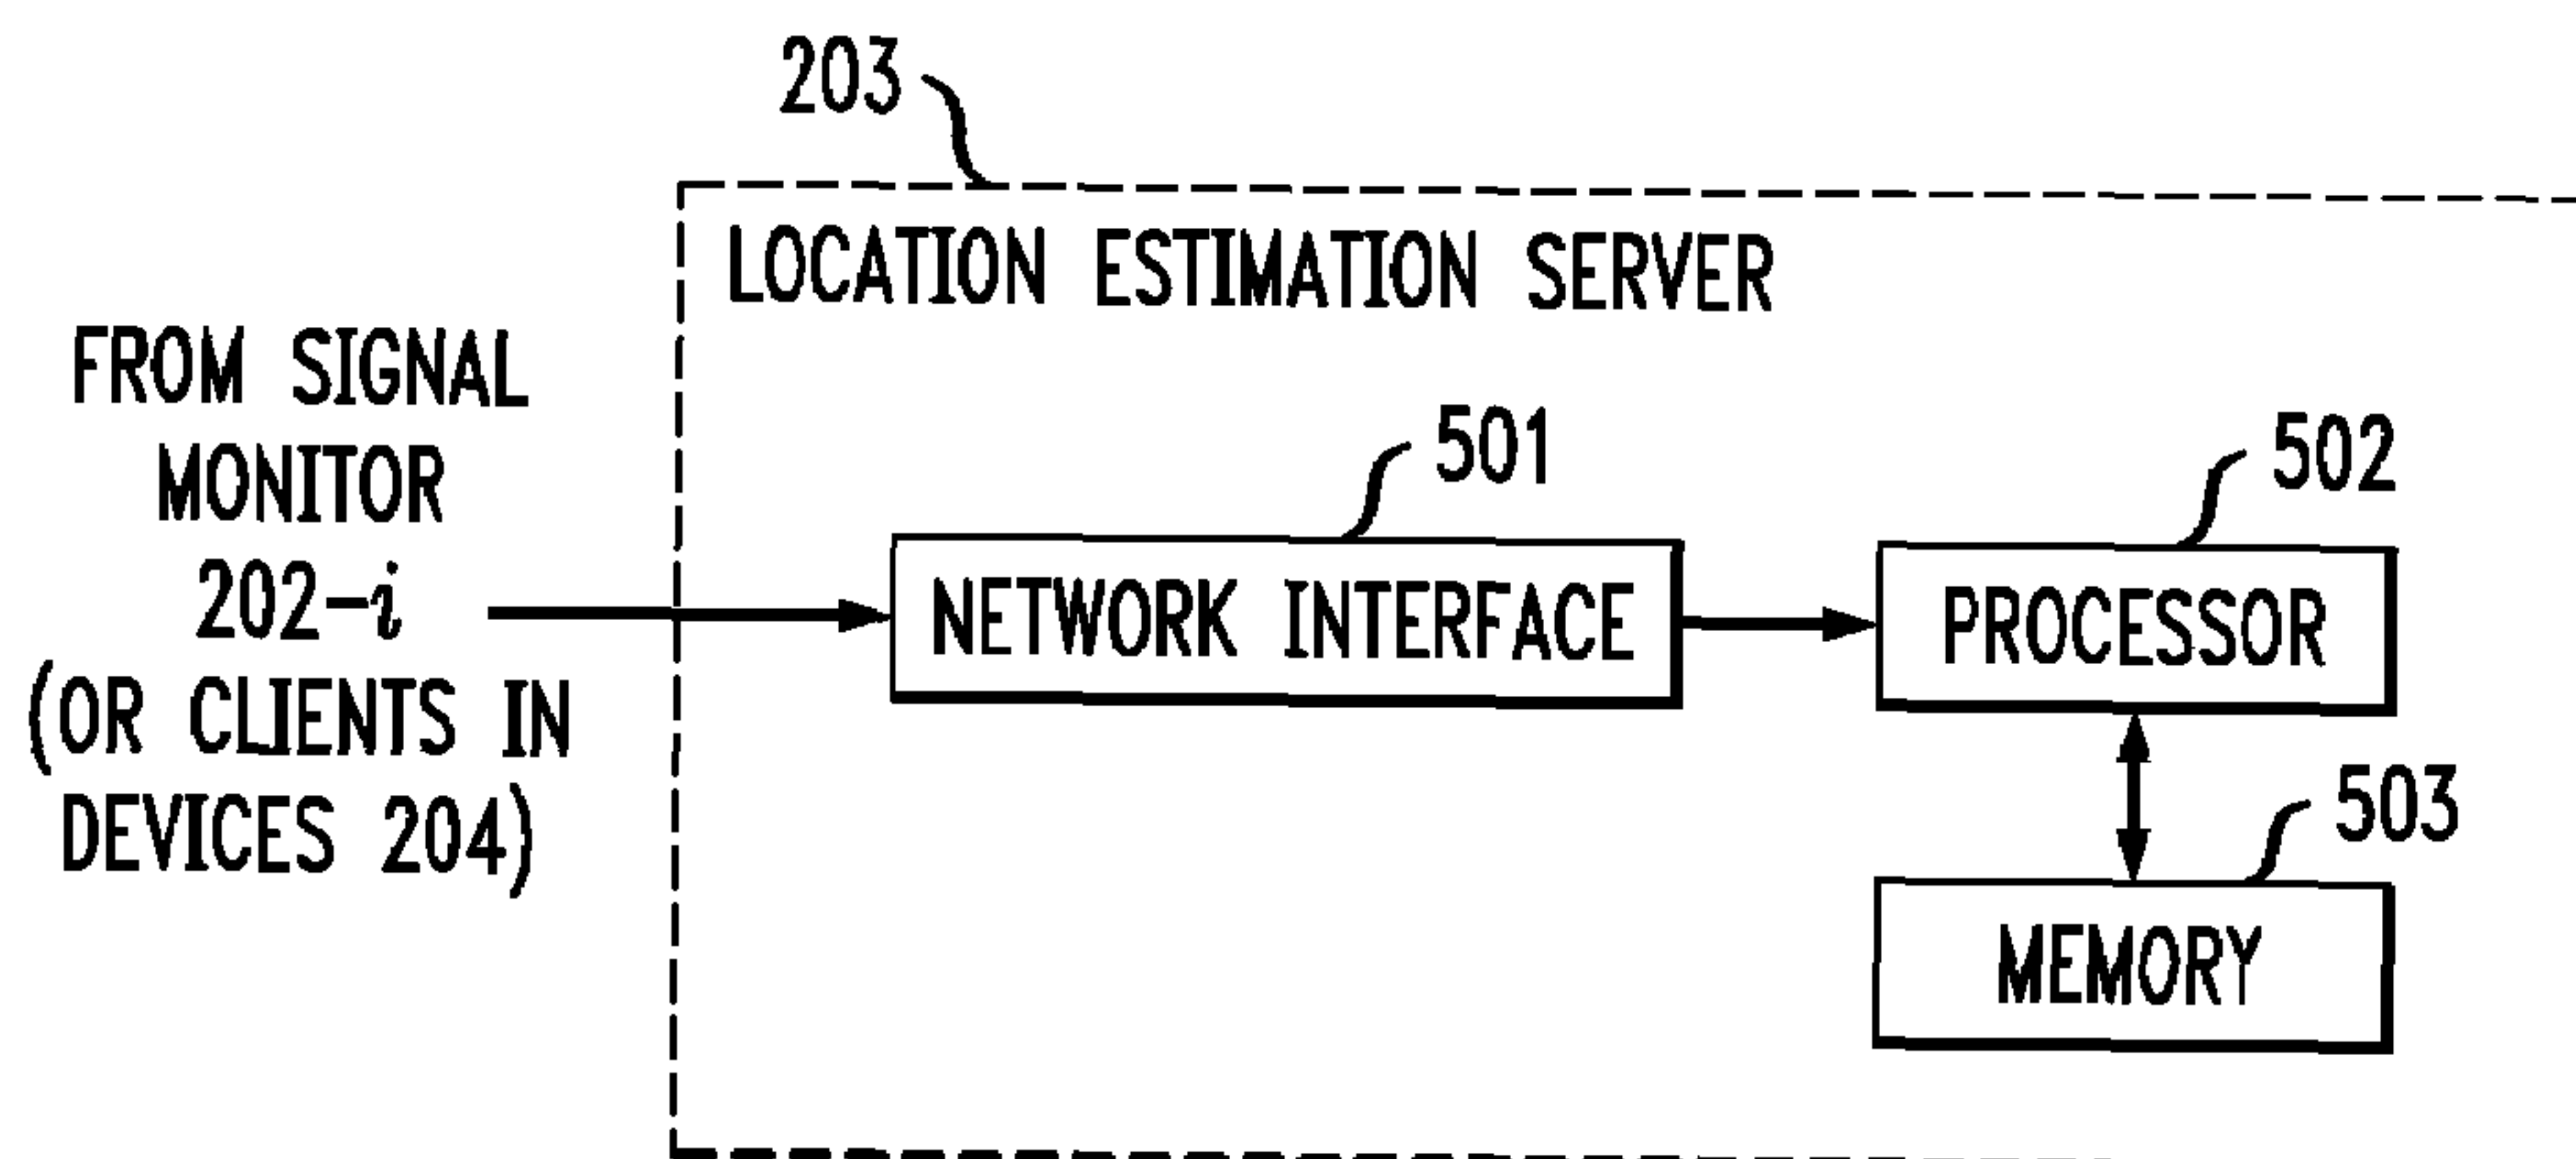 203
LOCATION ESTIMATION SERVER
FROM SIGNAL
MONITOR
202-i
(OR CLIENTS IN
DEVICES 204)
501
NETWORK INTERFACE
502
PROCESSOR
503
MEMORY